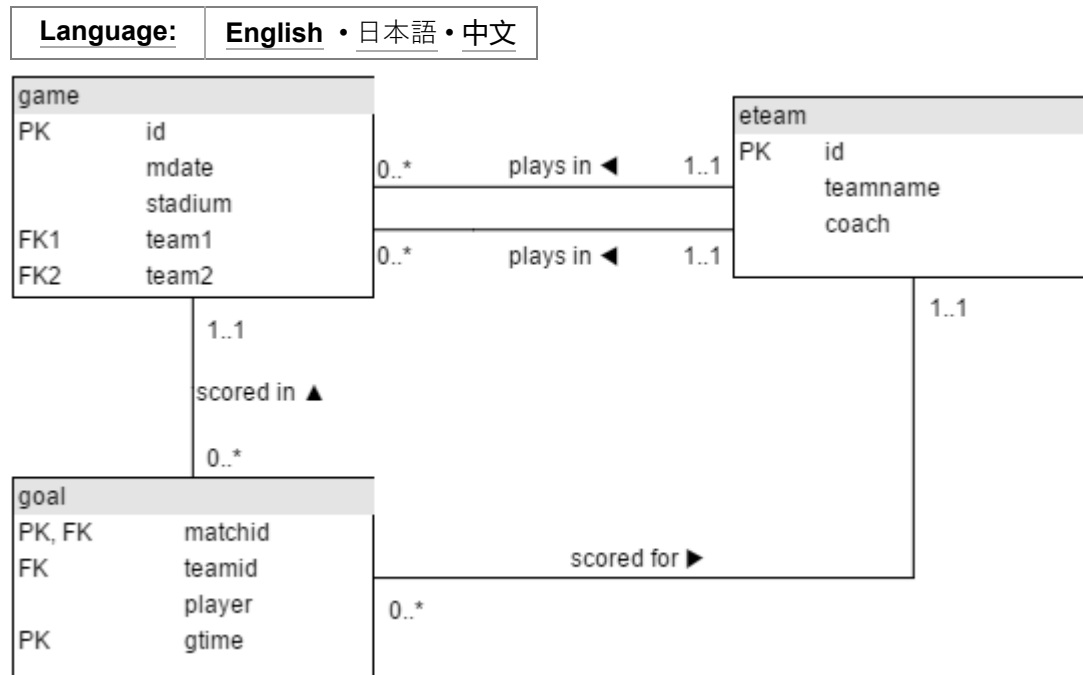 Language: English • 日本語 • 中文
game
PK id
mdate
stadium
FK1 team1
FK2 team2
0..* plays in ◄ 1..1
0..* plays in ◄ 1..1
eteam
PK id
teamname
coach
1..1
scored in ▲
0..*
1..1
goal
PK, FK matchid
FK teamid
player
PK gtime
scored for ►
0..*